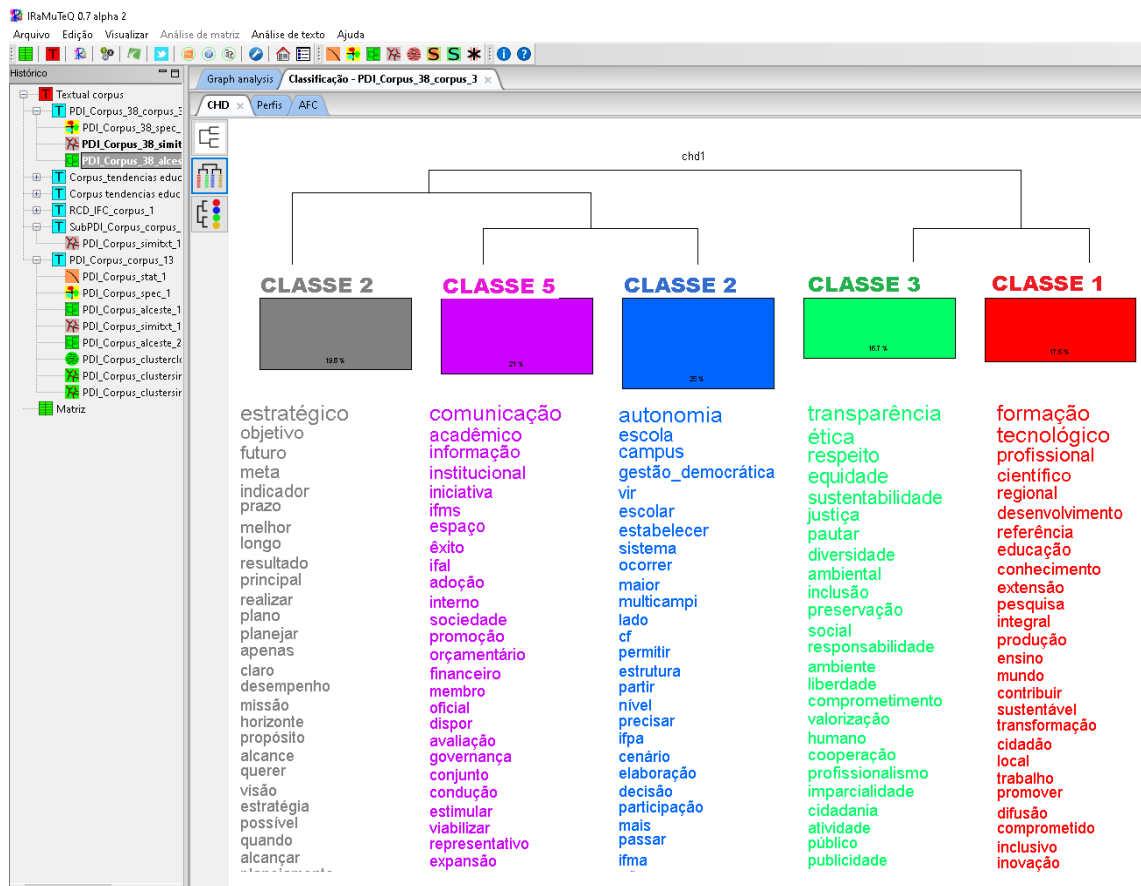 IRaMuTeQ 0.7 alpha 2
Arquivo Edição Visualizar Análise de matriz Análise de texto Ajuda
Histórico
Textual corpus
PDI_Corpus_38_corpus_3
PDI_Corpus_38_spec_
PDI_Corpus_38_simit
PDI_Corpus_38_alces
Corpus_tendencias educ
Corpus tendencias educ
RCD_IFC_corpus_1
SubPDI_Corpus_corpus_
PDI_Corpus_simitxt_1
PDI_Corpus_corpus_13
PDI_Corpus_stat_1
PDI_Corpus_spec_1
PDI_Corpus_alceste_1
PDI_Corpus_simitxt_1
PDI_Corpus_alceste_2
PDI_Corpus_clusterclo
PDI_Corpus_clustersir
PDI_Corpus_clustersir
Matriz
Graph analysis Classificação - PDI_Corpus_38_corpus_3
CHD Perfis AFC
chd1
CLASSE 2
19.8 %
estratégico
objetivo
futuro
meta
indicador
prazo
melhor
longo
resultado
principal
realizar
plano
planejar
apenas
claro
desempenho
missão
horizonte
propósito
alcance
querer
visão
estratégia
possível
quando
alcançar
CLASSE 5
21 %
comunicação
acadêmico
informação
institucional
iniciativa
ifms
espaço
êxito
ifal
adoção
interno
sociedade
promoção
orçamentário
financeiro
membro
oficial
dispor
avaliação
governança
conjunto
condução
estimular
viabilizar
representativo
expansão
CLASSE 2
25 %
autonomia
escola
campus
gestão_democrática
vir
escolar
estabelecer
sistema
ocorrer
maior
multicampi
lado
cf
permitir
estrutura
partir
nível
precisar
ifpa
cenário
elaboração
decisão
participação
mais
passar
ifma
CLASSE 3
16.7 %
transparência
ética
respeito
equidade
sustentabilidade
justiça
pautar
diversidade
ambiental
inclusão
preservação
social
responsabilidade
ambiente
liberdade
comprometimento
valorização
humano
cooperação
profissionalismo
imparcialidade
cidadania
atividade
público
publicidade
CLASSE 1
17.5 %
formação
tecnológico
profissional
científico
regional
desenvolvimento
referência
educação
conhecimento
extensão
pesquisa
integral
produção
ensino
mundo
contribuir
sustentável
transformação
cidadão
local
trabalho
promover
difusão
comprometido
inclusivo
inovação